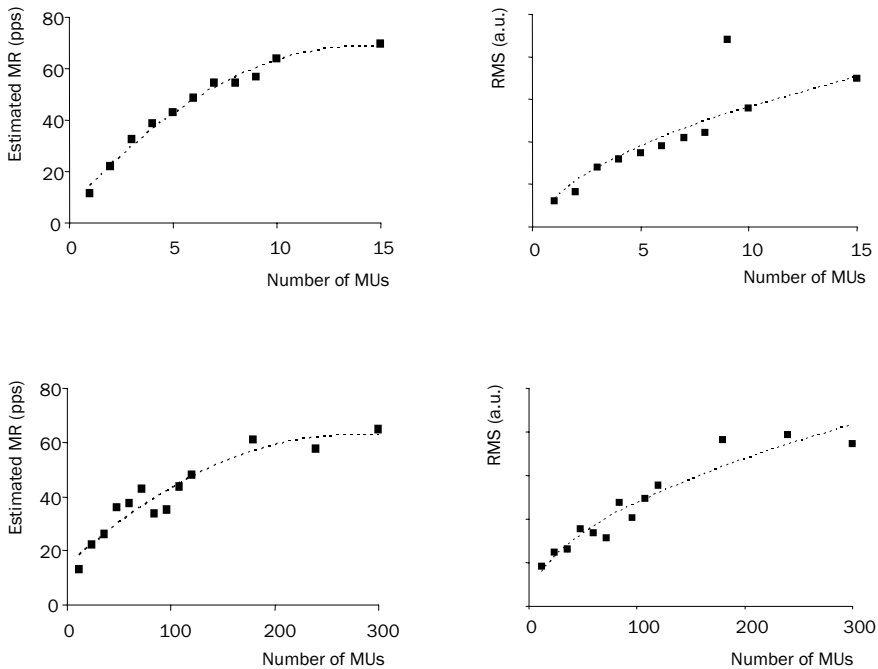 Estimated MR (pps)
80
60
40
20
0
0 5 10 15
Number of MUs
RMS (a.u.)
0 5 10 15
Number of MUs
Estimated MR (pps)
80
60
40
20
0
0 100 200 300
Number of MUs
RMS (a.u.)
0 100 200 300
Number of MUs